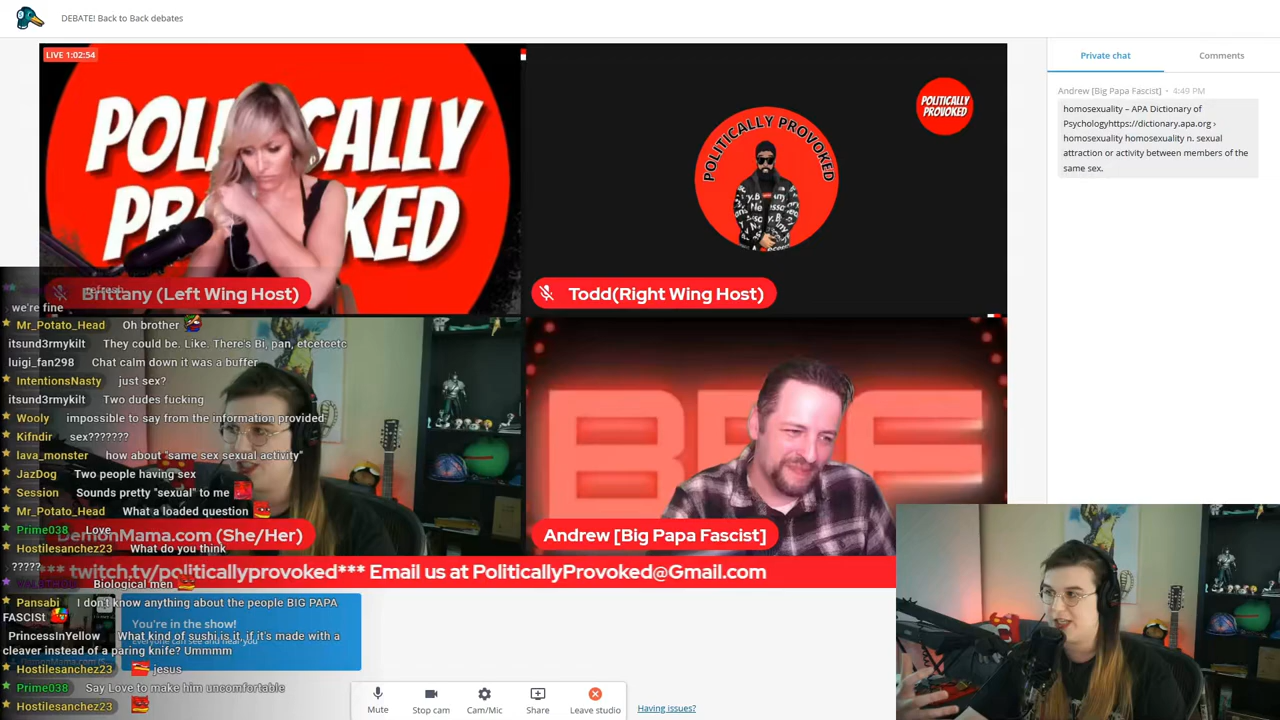 DEBATE! Back to Back debates
Private chat
Comments
LIVE 1:02:54
POLITICALLY
PROVOKED
POLITICALLY PROVOKED
POLITICALLY
PROVOKED
Andrew [Big Papa Fascist] • 4:49 PM
homosexuality – APA Dictionary of
Psychologyhttps://dictionary.apa.org ›
homosexuality homosexuality n. sexual
attraction or activity between members of the
same sex.
Brittany (Left Wing Host)
Todd(Right Wing Host)
refresh
we're fine
Mr_Potato_Head Oh brother
itsund3rmykilt They could be. Like. There's Bi, pan, etcetcetc
luigi_fan298 Chat calm down it was a buffer
IntentionsNasty just sex?
itsund3rmykilt Two dudes fucking
Wooly impossible to say from the information provided
Kifndir sex???????
lava_monster how about "same sex sexual activity"
JazDog Two people having sex
Session Sounds pretty "sexual" to me
Mr_Potato_Head What a loaded question
Prime038 Love
Hostilesanchez23 What do you think
?????
Biological men
Pansabi I don't know anything about the people BIG PAPA
FASCISt
PrincessInYellow What kind of sushi is it, if it's made with a
cleaver instead of a paring knife? Ummmm
Hostilesanchez23 jesus
Prime038 Say Love to make him uncomfortable
Hostilesanchez23
DemonMama.com (She/Her)
Andrew [Big Papa Fascist]
*** twitch.tv/politicallyprovoked*** Email us at PoliticallyProvoked@Gmail.com
You're in the show!
Everyone can see and hear you
Mute
Stop cam
Cam/Mic
Share
Leave studio
Having issues?